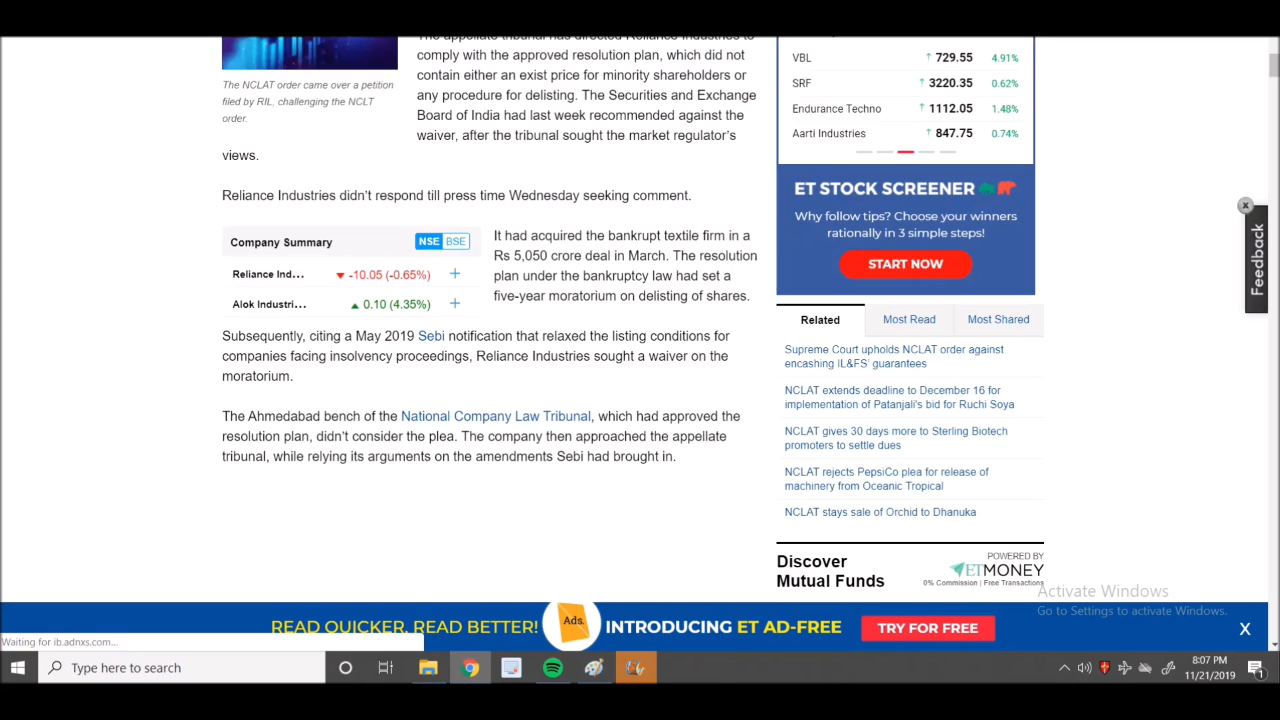 The appellate tribunal has directed Reliance Industries to
comply with the approved resolution plan, which did not
contain either an exist price for minority shareholders or
any procedure for delisting. The Securities and Exchange
Board of India had last week recommended against the
waiver, after the tribunal sought the market regulator's
views.
The NCLAT order came over a petition
filed by RIL, challenging the NCLT
order.
Reliance Industries didn't respond till press time Wednesday seeking comment.
Company Summary NSE BSE
Reliance Ind... ▼ -10.05 (-0.65%) +
Alok Industri... ▲ 0.10 (4.35%) +
It had acquired the bankrupt textile firm in a
Rs 5,050 crore deal in March. The resolution
plan under the bankruptcy law had set a
five-year moratorium on delisting of shares.
Subsequently, citing a May 2019 Sebi notification that relaxed the listing conditions for
companies facing insolvency proceedings, Reliance Industries sought a waiver on the
moratorium.
The Ahmedabad bench of the National Company Law Tribunal, which had approved the
resolution plan, didn't consider the plea. The company then approached the appellate
tribunal, while relying its arguments on the amendments Sebi had brought in.
VBL ↑ 729.55 4.91%
SRF ↑ 3220.35 0.62%
Endurance Techno ↑ 1112.05 1.48%
Aarti Industries ↑ 847.75 0.74%
ET STOCK SCREENER
Why follow tips? Choose your winners
rationally in 3 simple steps!
START NOW
Related Most Read Most Shared
Supreme Court upholds NCLAT order against
encashing IL&FS' guarantees
NCLAT extends deadline to December 16 for
implementation of Patanjali's bid for Ruchi Soya
NCLAT gives 30 days more to Sterling Biotech
promoters to settle dues
NCLAT rejects PepsiCo plea for release of
machinery from Oceanic Tropical
NCLAT stays sale of Orchid to Dhanuka
Discover
Mutual Funds
POWERED BY
ETMONEY
0% Commission | Free Transactions
x
Feedback
Activate Windows
Go to Settings to activate Windows.
READ QUICKER, READ BETTER! Ads. INTRODUCING ET AD-FREE TRY FOR FREE X
Waiting for ib.adnxs.com...
Type here to search
8:07 PM
11/21/2019
1